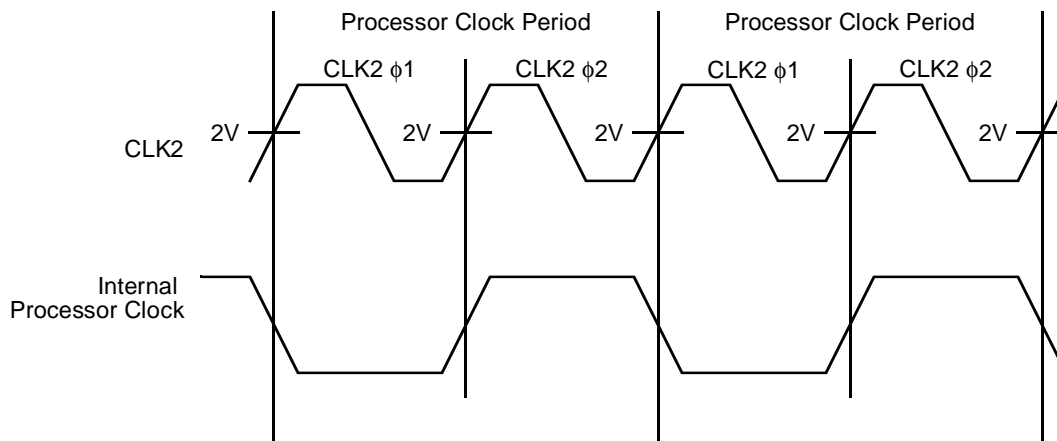 Processor Clock Period Processor Clock Period
CLK2 ϕ1 CLK2 ϕ2 CLK2 ϕ1 CLK2 ϕ2
2V 2V 2V 2V 2V
CLK2
Internal
Processor Clock